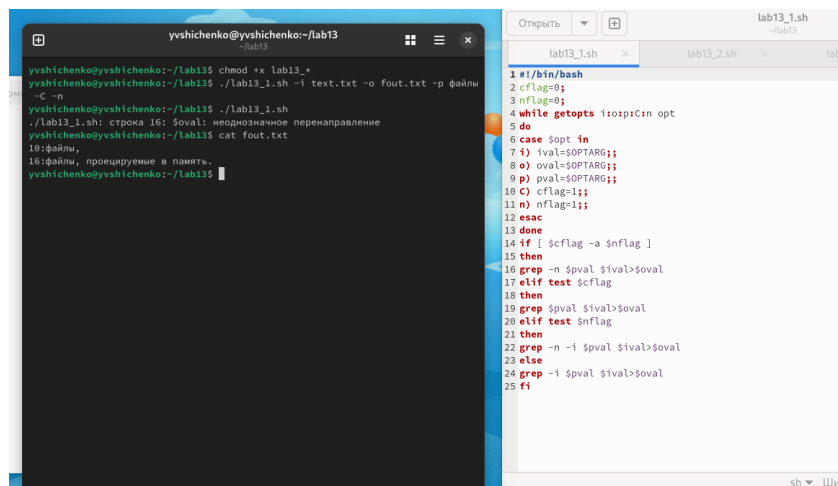 yvshichenko@yvshichenko:~/lab13
~/lab13
yvshichenko@yvshichenko:~/lab13$ chmod +x lab13_*
yvshichenko@yvshichenko:~/lab13$ ./lab13_1.sh -i text.txt -o fout.txt -p файлы
-C -n
yvshichenko@yvshichenko:~/lab13$ ./lab13_1.sh
./lab13_1.sh: строка 16: $oval: неоднозначное перенаправление
yvshichenko@yvshichenko:~/lab13$ cat fout.txt
10:файлы,
16:файлы, проецируемые в память.
yvshichenko@yvshichenko:~/lab13$
Открыть
lab13_1.sh
~/lab13
lab13_1.sh × lab13_2.sh × lab
1 #!/bin/bash
2 cflag=0;
3 nflag=0;
4 while getopts i:o:p:C:n opt
5 do
6 case $opt in
7 i) ival=$OPTARG;;
8 o) oval=$OPTARG;;
9 p) pval=$OPTARG;;
10 C) cflag=1;;
11 n) nflag=1;;
12 esac
13 done
14 if [ $cflag -a $nflag ]
15 then
16 grep -n $pval $ival>$oval
17 elif test $cflag
18 then
19 grep $pval $ival>$oval
20 elif test $nflag
21 then
22 grep -n -i $pval $ival>$oval
23 else
24 grep -i $pval $ival>$oval
25 fi
sh